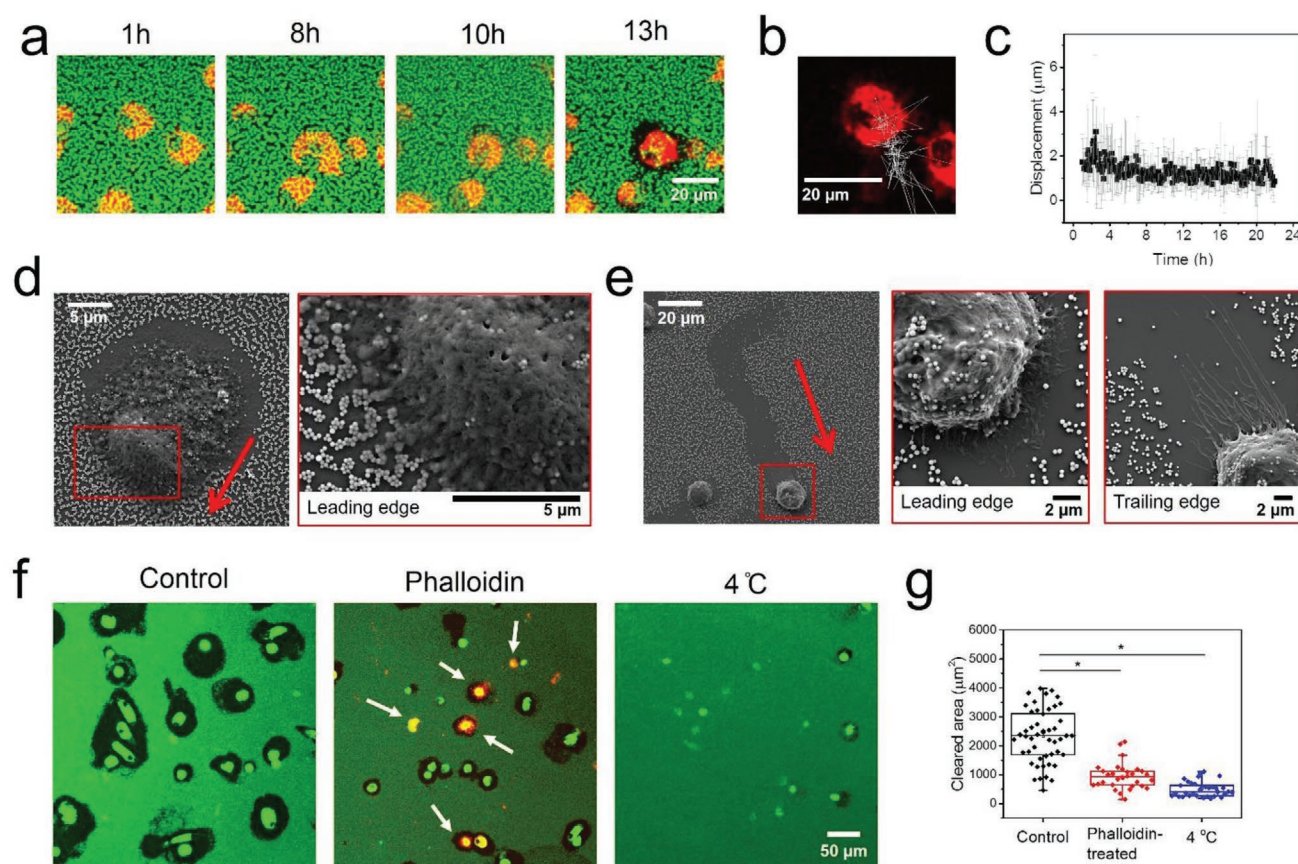 a
1h
8h
10h
13h
20 µm
b
20 µm
c
Displacement (µm)
6
4
2
0
0
4
8
12
16
20
24
Time (h)
d
5 µm
Leading edge
5 µm
e
20 µm
Leading edge
2 µm
Trailing edge
2 µm
f
Control
Phalloidin
4℃
50 µm
g
Cleared area (µm²)
6000
5000
4000
3000
2000
1000
0
*
*
Control
Phalloidin-
treated
4 °C